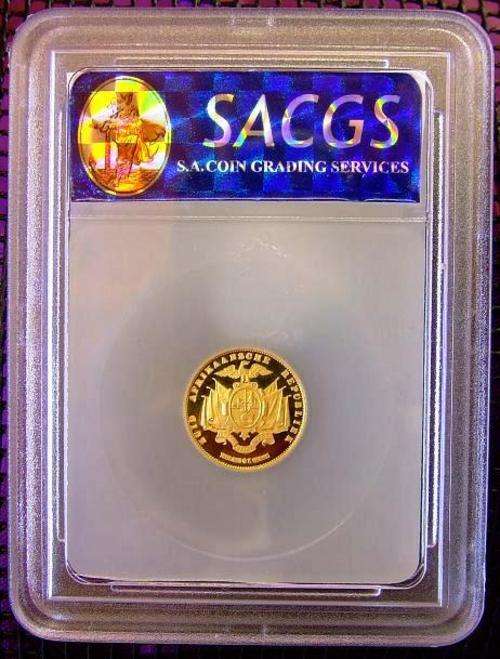 SACGS
S.A. COIN GRADING SERVICES
ZUID AFRIKAANSCHE REPUBLIEK